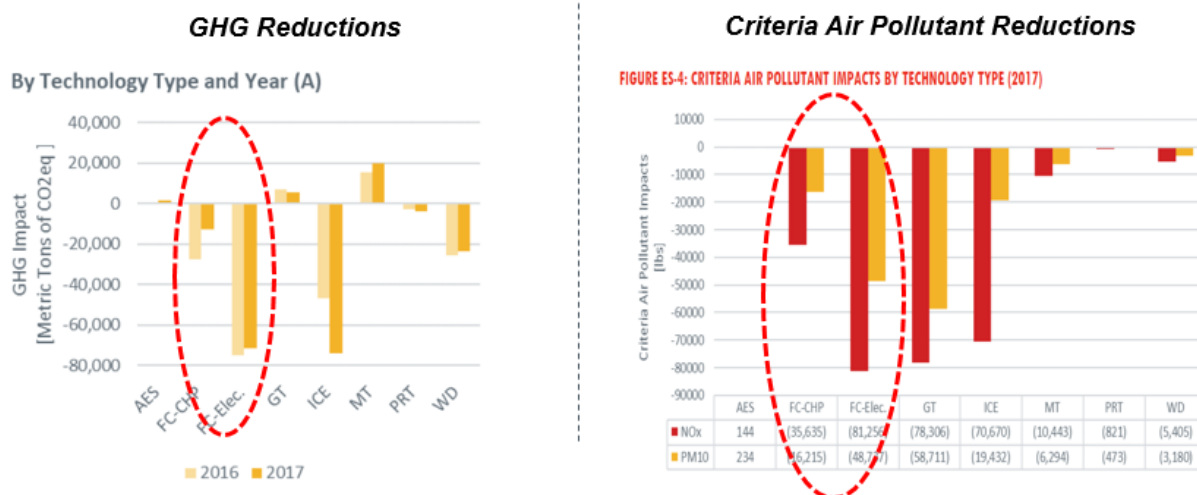 GHG Reductions
By Technology Type and Year (A)
GHG Impact
[Metric Tons of CO2eq ]
40,000
20,000
0
-20,000
-40,000
-60,000
-80,000
AES
FC-CHP
FC-Elec.
GT
ICE
MT
PRT
WD
2016 2017
Criteria Air Pollutant Reductions
FIGURE ES-4: CRITERIA AIR POLLUTANT IMPACTS BY TECHNOLOGY TYPE (2017)
Criteria Air Pollutant Impacts
[lbs]
10000
0
-10000
-20000
-30000
-40000
-50000
-60000
-70000
-80000
-90000
AES FC-CHP FC-Elec. GT ICE MT PRT WD
NOx 144 (35,635) (81,256) (78,306) (70,670) (10,443) (821) (5,405)
PM10 234 (16,215) (58,711) (19,432) (6,294) (473) (3,180)